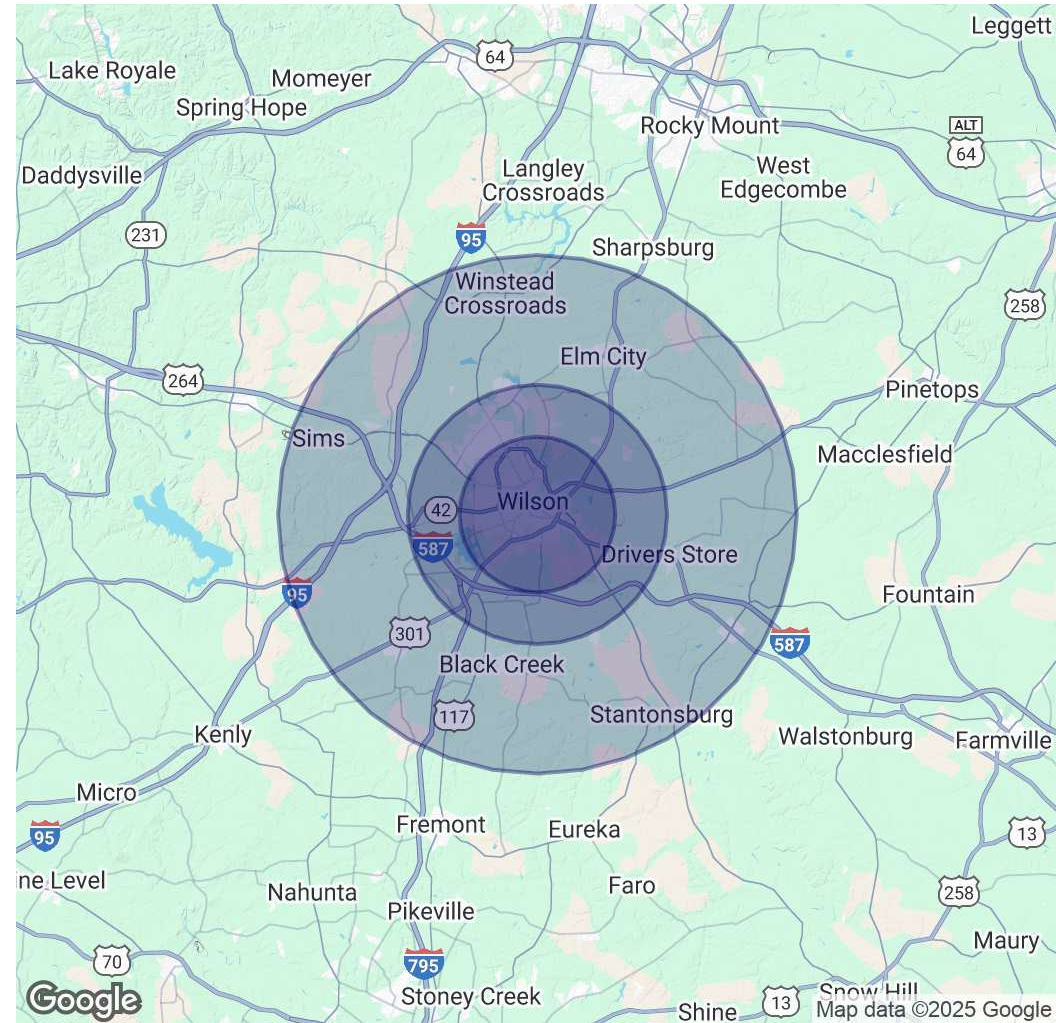 Leggett
64
Lake Royale
Momeyer
Spring Hope
Rocky Mount
ALT
64
Langley
Crossroads
West
Edgecombe
Daddysville
231
95
Sharpsburg
Winstead
Crossroads
258
Elm City
264
Pinetops
Sims
Macclesfield
Wilson
42
587
Drivers Store
95
Fountain
301
587
Black Creek
117
Stantonsburg
Kenly
Walstonburg
Farmville
Micro
Fremont
Eureka
95
13
ine Level
Nahunta
Faro
258
Pikeville
Maury
70
795
Google
Stoney Creek
Shine
13
Snow Hill
Map data ©2025 Google